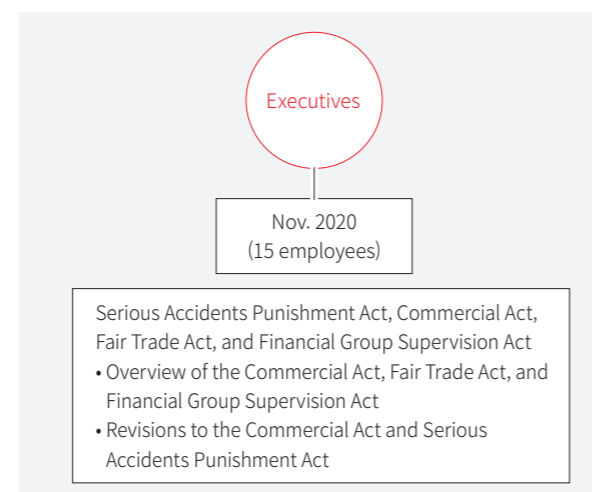 Executives
Nov. 2020
(15 employees)
Serious Accidents Punishment Act, Commercial Act,
Fair Trade Act, and Financial Group Supervision Act
• Overview of the Commercial Act, Fair Trade Act, and
Financial Group Supervision Act
• Revisions to the Commercial Act and Serious
Accidents Punishment Act